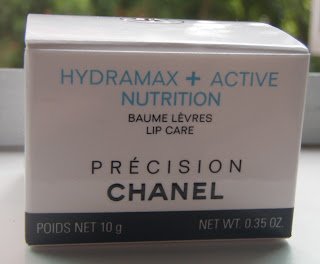 HYDRAMAX + ACTIVE
NUTRITION
BAUME LÈVRES
LIP CARE
PRÉCISION
CHANEL
POIDS NET 10 g NET WT. 0.35 OZ.